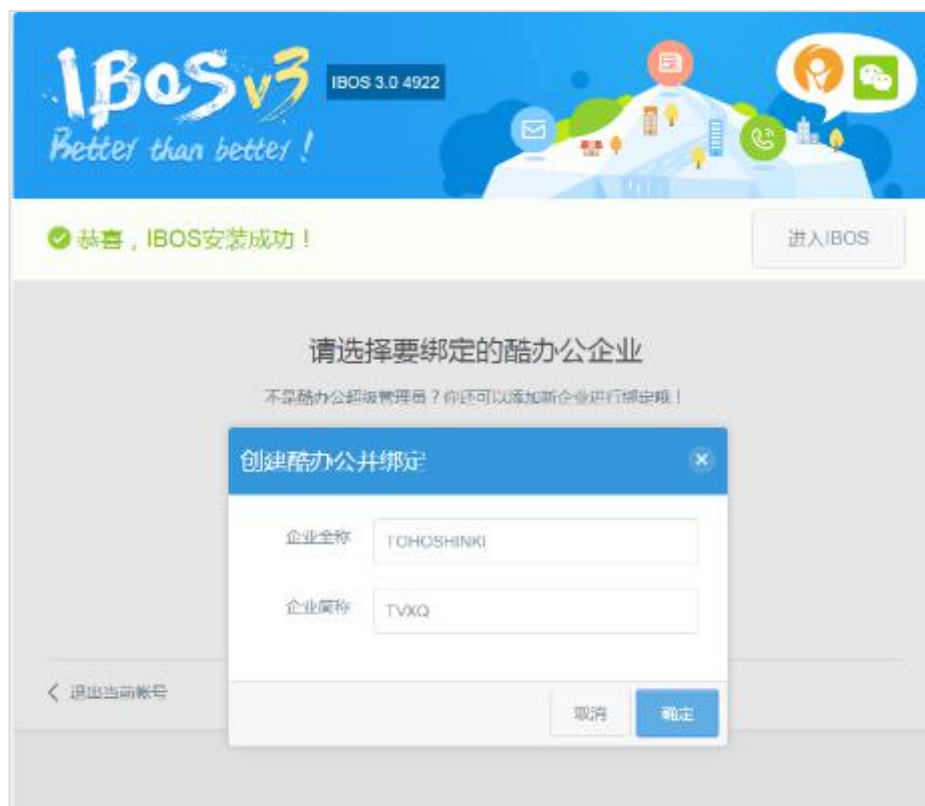 IBOS v3
IBOS 3.0 4922
Better than better !
恭喜，IBOS安装成功！
进入IBOS
请选择要绑定的酷办公企业
不是酷办公超级管理员？你还可以添加新企业进行绑定哦！
创建酷办公并绑定
企业全称
TOHOSHINKI
企业简称
TVXQ
退出当前帐号
取消
确定